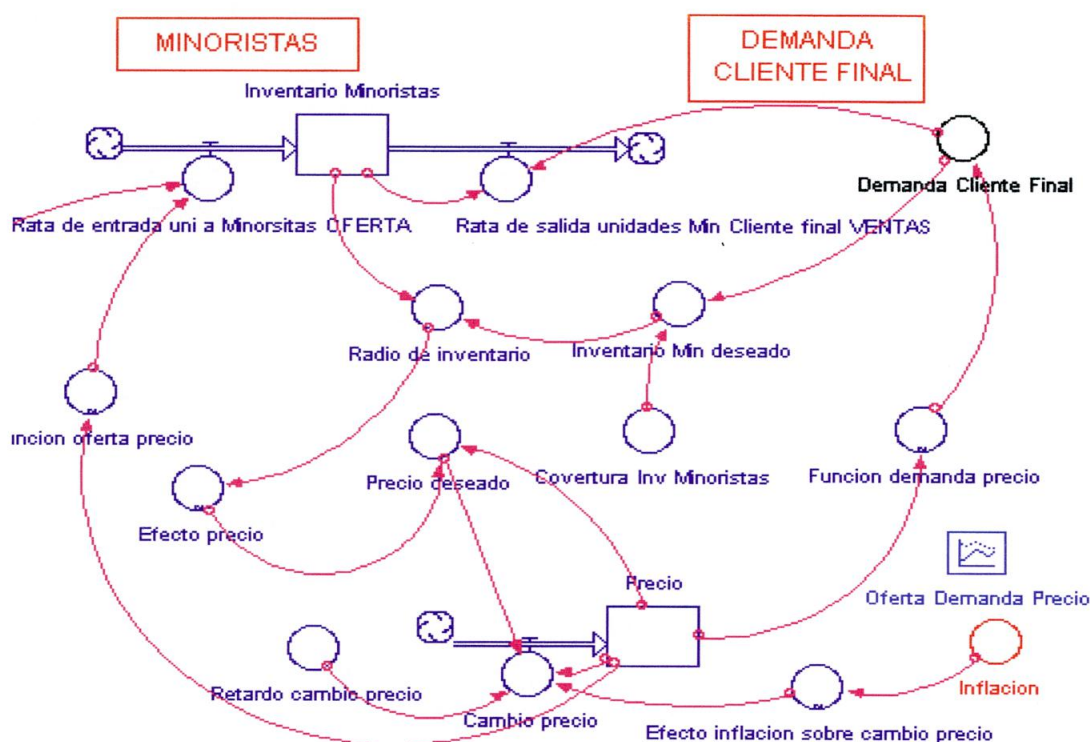 MINORISTAS
DEMANDA
CLIENTE FINAL
Inventario Minoristas
Demanda Cliente Final
Rata de entrada uni a Minorsitas OFERTA
Rata de salida unidades Min Cliente final VENTAS
Radio de inventario
Inventario Min deseado
incion oferta precio
Precio deseado
Covertura Inv Minoristas
Funcion demanda precio
Efecto precio
Precio
Oferta Demanda Precio
Retardo cambio precio
Cambio precio
Inflacion
Efecto inflacion sobre cambio precio